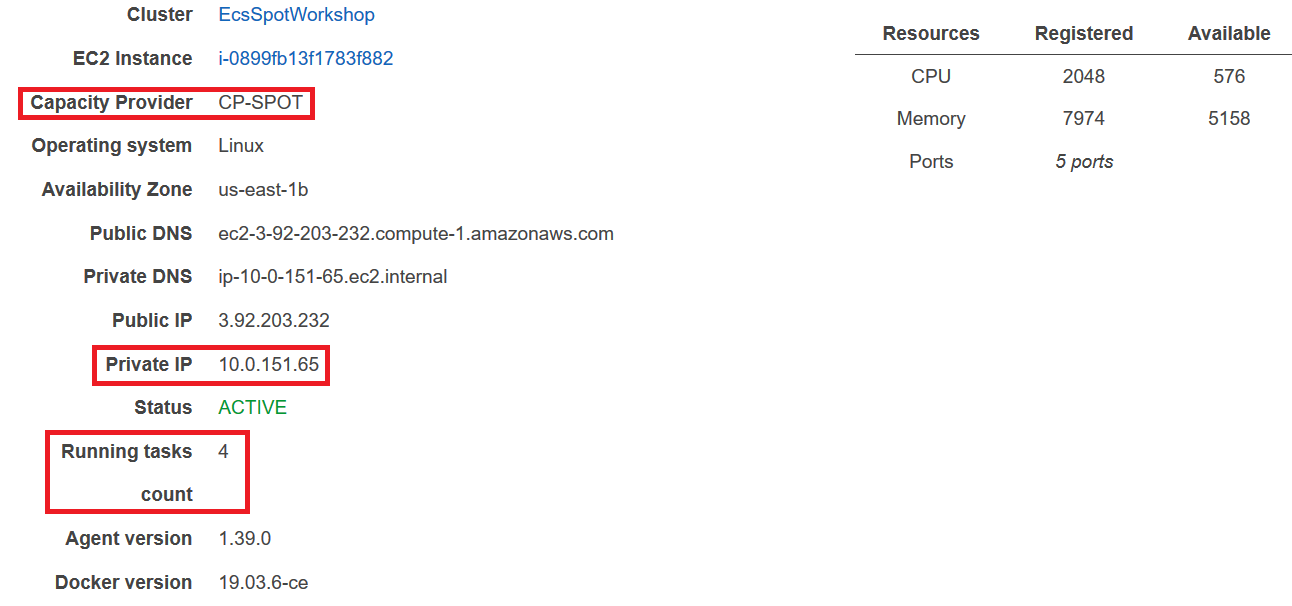 Cluster EcsSpotWorkshop
EC2 Instance i-0899fb13f1783f882
Capacity Provider CP-SPOT
Operating system Linux
Availability Zone us-east-1b
Public DNS ec2-3-92-203-232.compute-1.amazonaws.com
Private DNS ip-10-0-151-65.ec2.internal
Public IP 3.92.203.232
Private IP 10.0.151.65
Status ACTIVE
Running tasks 4
count
Agent version 1.39.0
Docker version 19.03.6-ce
Resources Registered Available
CPU 2048 576
Memory 7974 5158
Ports 5 ports